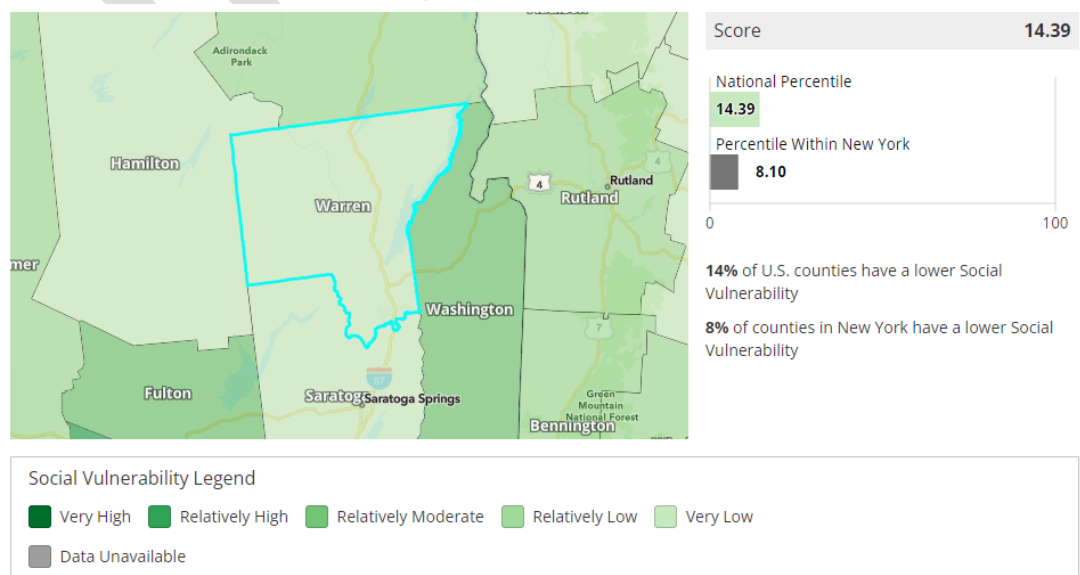 Adirondack
Park
Hamilton
Warren
4
4
Rutland
Rutland
mer
Washington
7
87
Fulton
Saratoga
Saratoga Springs
Green
Mountain
National Forest
Bennington
Score 14.39
National Percentile
14.39
Percentile Within New York
8.10
0 100
14% of U.S. counties have a lower Social
Vulnerability
8% of counties in New York have a lower Social
Vulnerability
Social Vulnerability Legend
Very High Relatively High Relatively Moderate Relatively Low Very Low
Data Unavailable